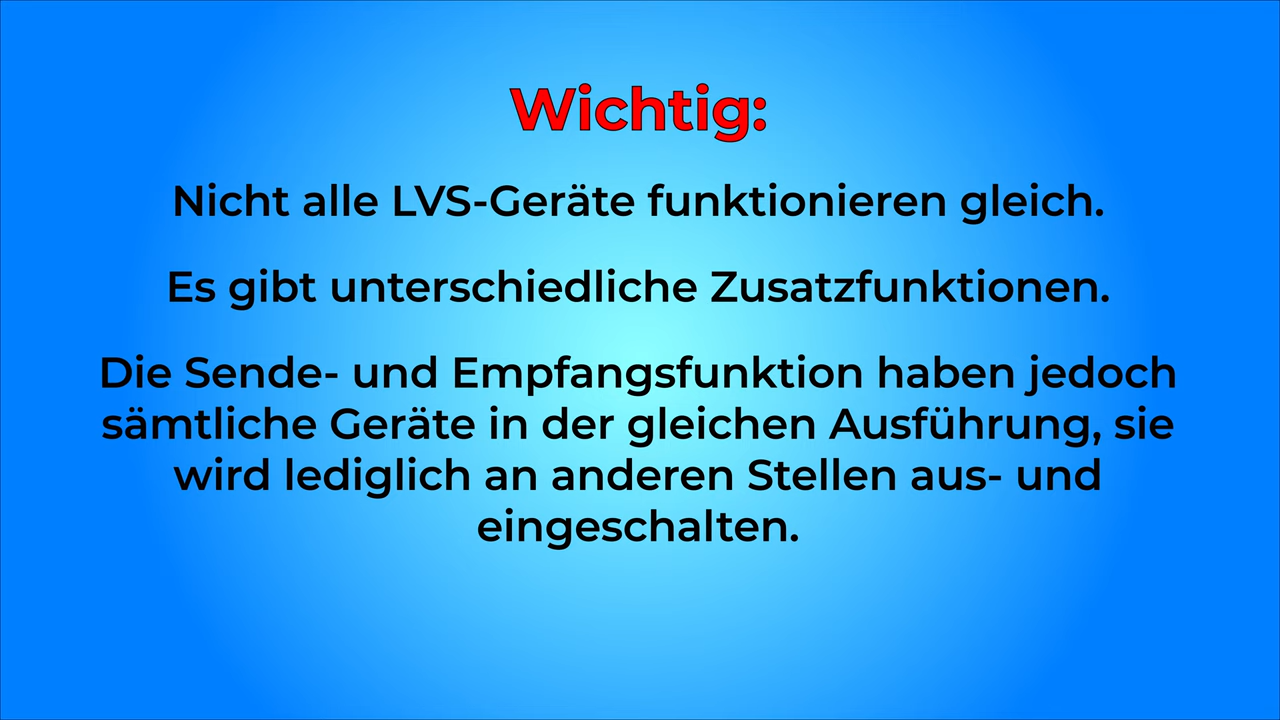 Wichtig:
Nicht alle LVS-Geräte funktionieren gleich.
Es gibt unterschiedliche Zusatzfunktionen.
Die Sende- und Empfangsfunktion haben jedoch
sämtliche Geräte in der gleichen Ausführung, sie
wird lediglich an anderen Stellen aus- und
eingeschalten.